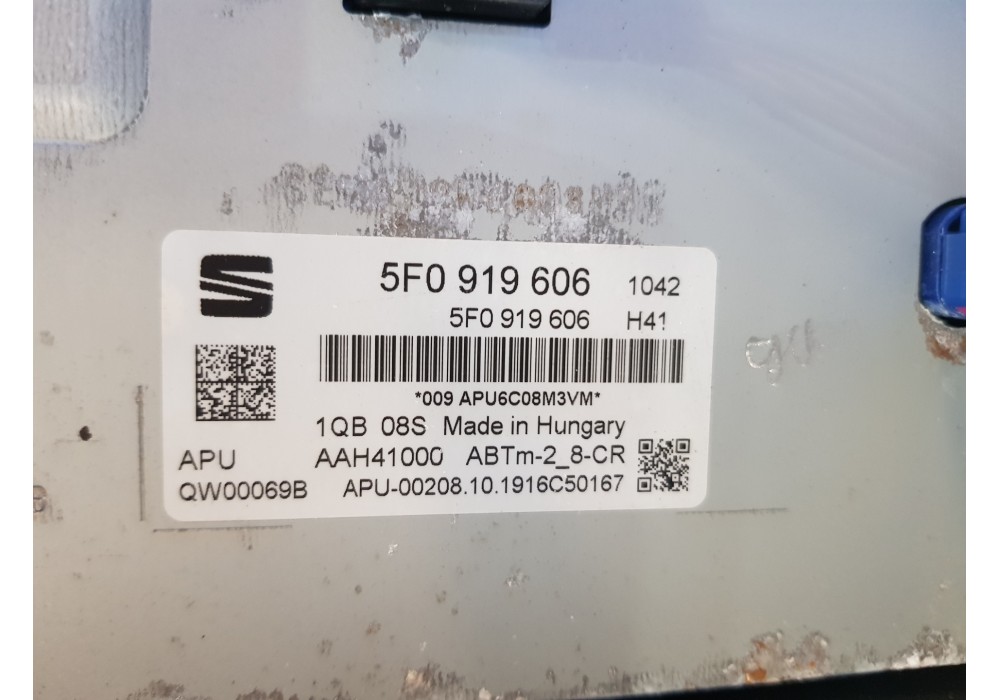 5F0 919 606 1042
5F0 919 606 H41
*009 APU6C08M3VM*
1QB 08S Made in Hungary
APU AAH41000 ABTm-2_8-CR
QW00069B APU-00208.10.1916C50167